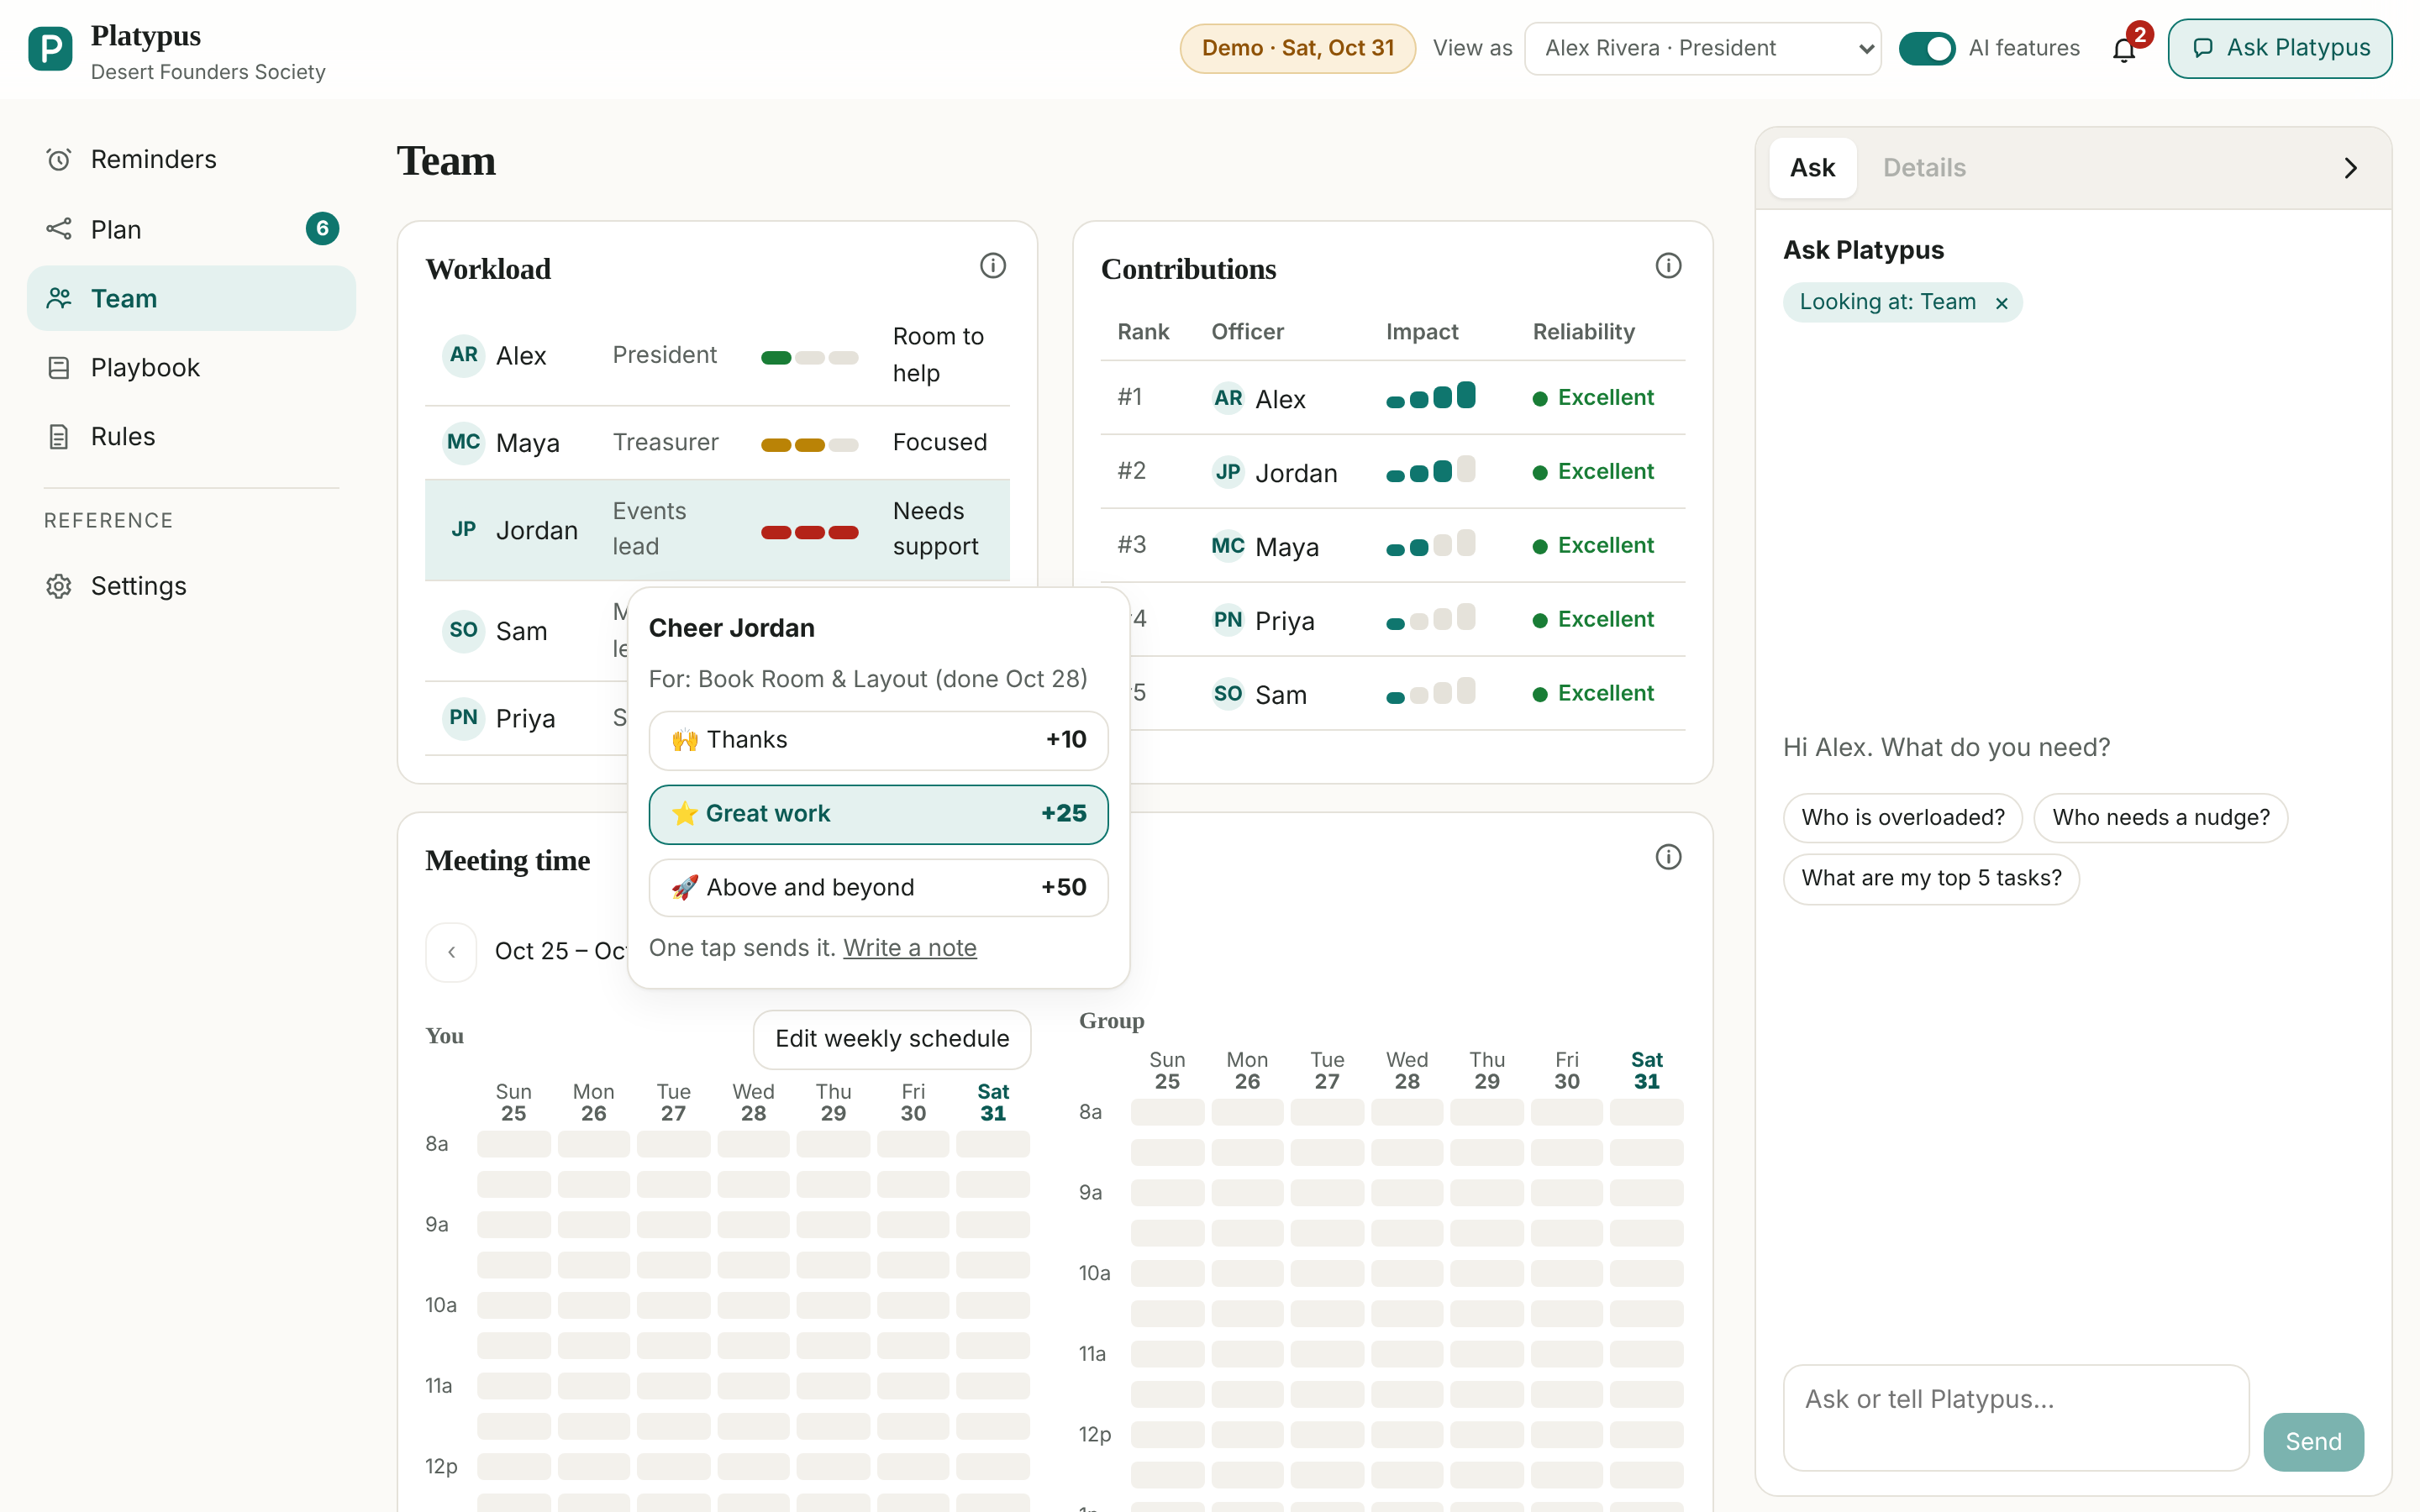 P Platypus
Desert Founders Society
Demo · Sat, Oct 31
View as
Alex Rivera · President
AI features
2
Ask Platypus
Reminders
Plan
6
Team
Playbook
Rules
REFERENCE
Settings
Team
Workload
AR Alex President Room to help
MC Maya Treasurer Focused
JP Jordan Events lead Needs support
SO Sam
PN Priya
Contributions
Rank Officer Impact Reliability
#1 AR Alex Excellent
#2 JP Jordan Excellent
#3 MC Maya Excellent
4 PN Priya Excellent
5 SO Sam Excellent
Cheer Jordan
For: Book Room & Layout (done Oct 28)
🙌 Thanks +10
⭐ Great work +25
🚀 Above and beyond +50
One tap sends it. Write a note
Meeting time
‹ Oct 25 – Oc
You
Edit weekly schedule
Sun Mon Tue Wed Thu Fri Sat
25 26 27 28 29 30 31
8a
9a
10a
11a
12p
Group
Sun Mon Tue Wed Thu Fri Sat
25 26 27 28 29 30 31
8a
9a
10a
11a
12p
Ask
Details
Ask Platypus
Looking at: Team ×
Hi Alex. What do you need?
Who is overloaded?
Who needs a nudge?
What are my top 5 tasks?
Ask or tell Platypus...
Send